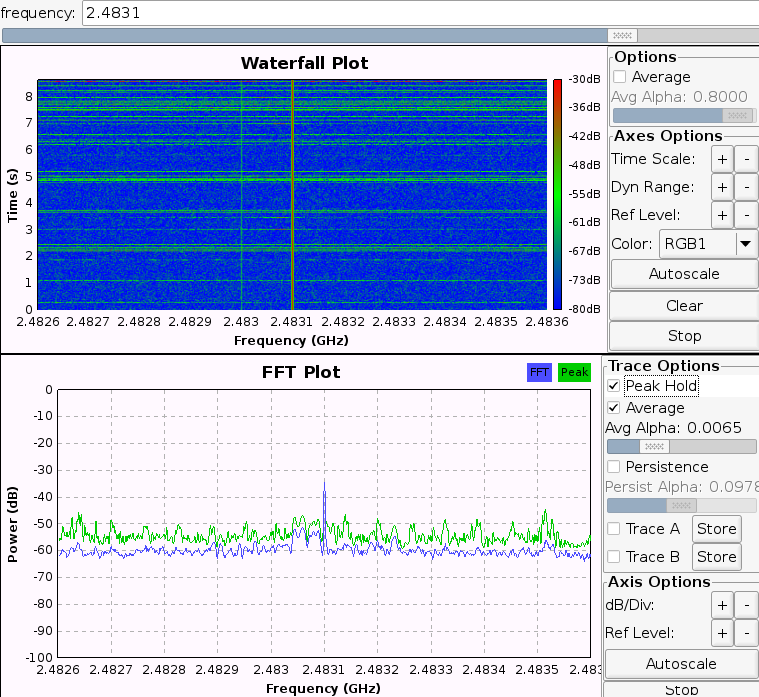 frequency: 2.4831
Waterfall Plot
8
7
6
5
4
3
2
1
0
Time (s)
2.4826 2.4827 2.4828 2.4829 2.483 2.4831 2.4832 2.4833 2.4834 2.4835 2.4836
Frequency (GHz)
-30dB
-36dB
-42dB
-48dB
-55dB
-61dB
-67dB
-73dB
-80dB
Options
Average
Avg Alpha: 0.8000
Axes Options
Time Scale: + -
Dyn Range: + -
Ref Level: + -
Color: RGB1
Autoscale
Clear
Stop
FFT Plot
FFT Peak
0
-10
-20
-30
-40
-50
-60
-70
-80
-90
-100
Power (dB)
2.4826 2.4827 2.4828 2.4829 2.483 2.4831 2.4832 2.4833 2.4834 2.4835 2.483
Frequency (GHz)
Trace Options
Peak Hold
Average
Avg Alpha: 0.0065
Persistence
Persist Alpha: 0.0978
Trace A Store
Trace B Store
Axis Options
dB/Div: + -
Ref Level: + -
Autoscale
Stop